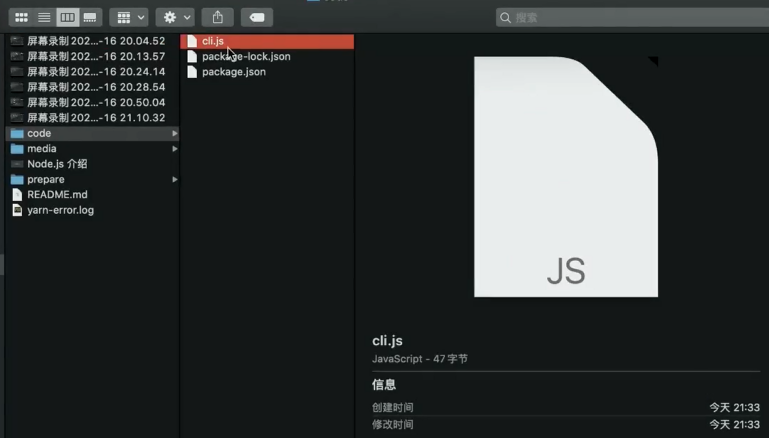 搜索
屏幕录制 202...-16 20.04.52
屏幕录制 202...-16 20.13.57
屏幕录制 202...-16 20.24.14
屏幕录制 202...-16 20.28.54
屏幕录制 202...-16 20.50.04
屏幕录制 202...-16 21.10.32
code
media
Node.js 介绍
prepare
README.md
yarn-error.log
cli.js
package-lock.json
package.json
JS
cli.js
JavaScript - 47 字节
信息
创建时间 今天 21:33
修改时间 今天 21:33